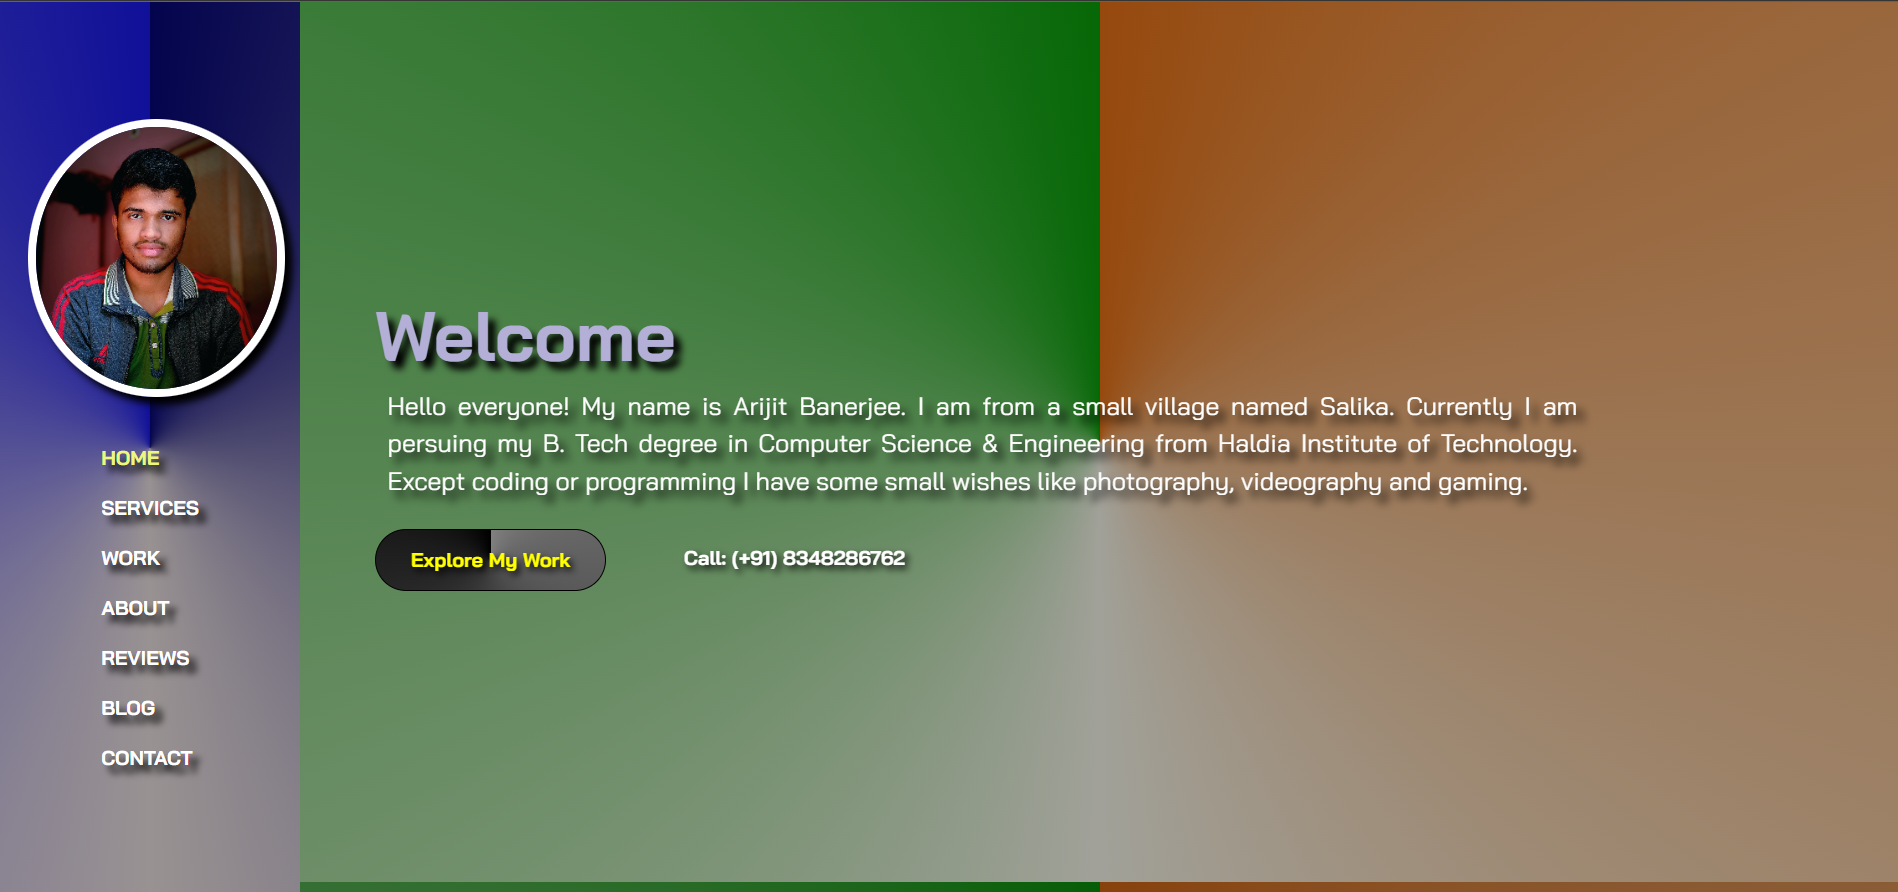 HOME
SERVICES
WORK
ABOUT
REVIEWS
BLOG
CONTACT
Welcome
Hello everyone! My name is Arijit Banerjee. I am from a small village named Salika. Currently I am
persuing my B. Tech degree in Computer Science & Engineering from Haldia Institute of Technology.
Except coding or programming I have some small wishes like photography, videography and gaming.
Explore My Work
Call: (+91) 8348286762